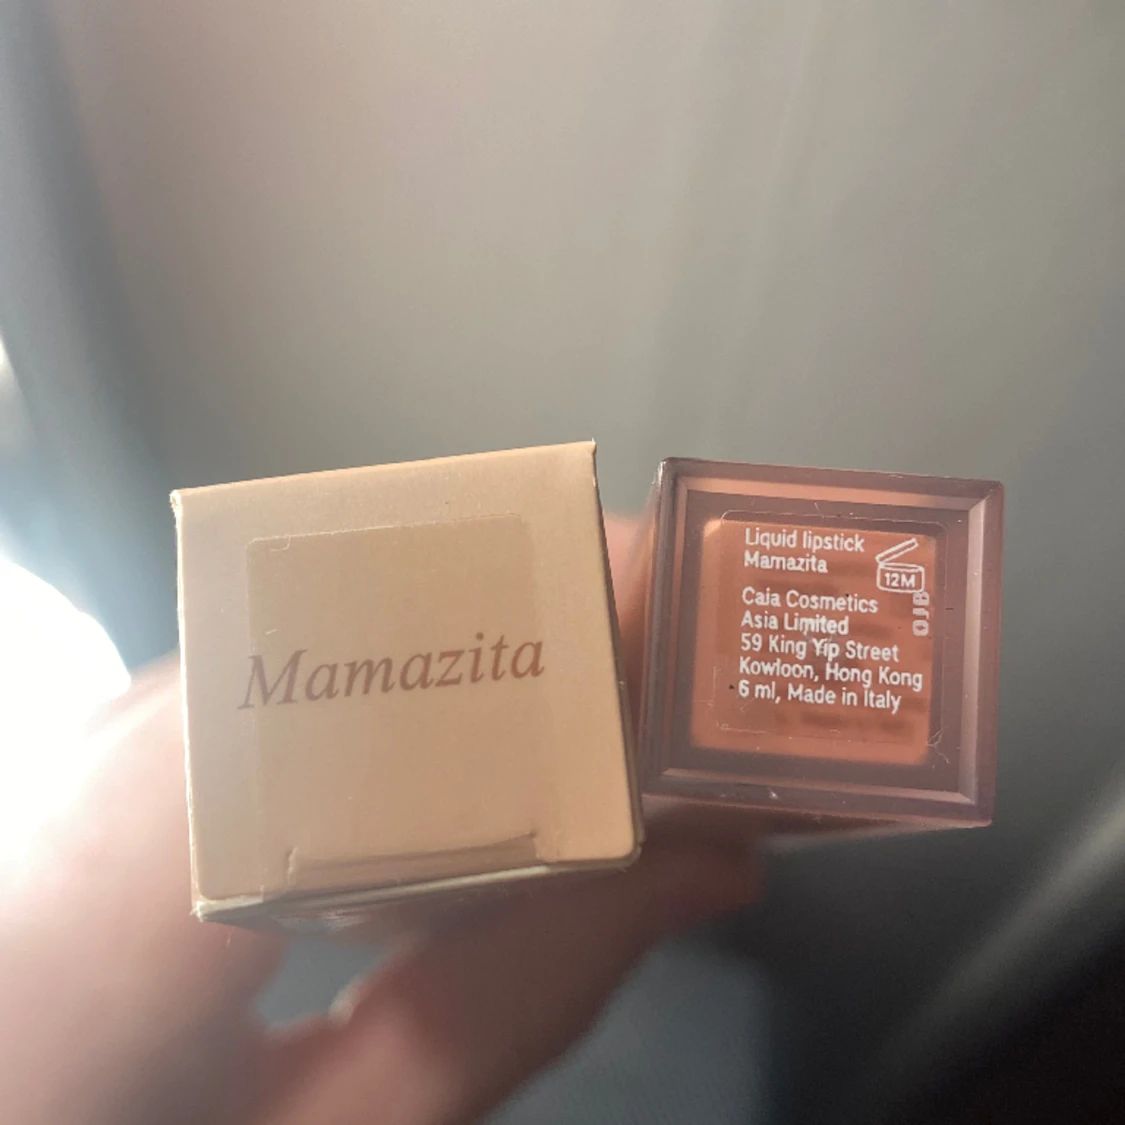 Mamazita
Liquid lipstick
Mamazita
12M
Caia Cosmetics
Asia Limited
59 King Yip Street
Kowloon, Hong Kong
6 ml, Made in Italy